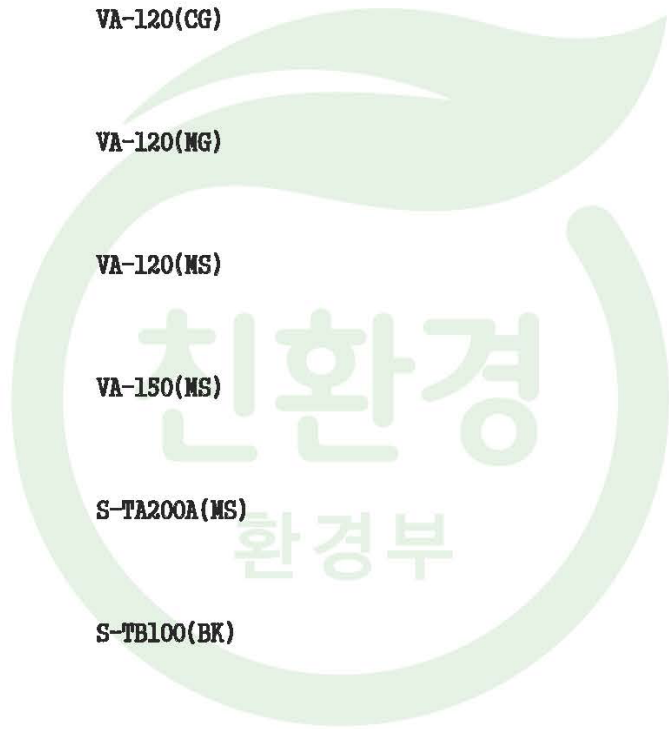 VA-120(CG)
VA-120(MG)
VA-120(MS)
친환경
VA-150(MS)
S-TA200A(MS)
환경부
S-TB100(BK)